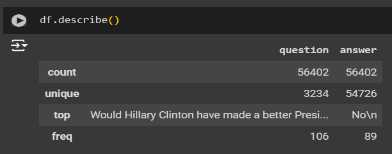 df.describe()
question answer
count 56402 56402
unique 3234 54726
top Would Hillary Clinton have made a better Presi... No\n
freq 106 89